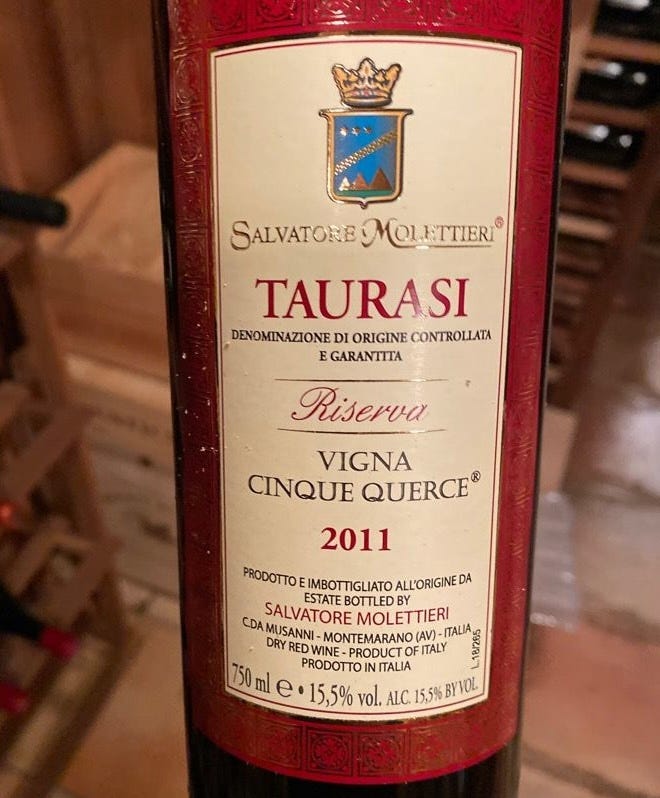 SALVATORE MOLETTIERI®
TAURASI
DENOMINAZIONE DI ORIGINE CONTROLLATA
E GARANTITA
Riserva
VIGNA
CINQUE QUERCE®
2011
PRODOTTO E IMBOTTIGLIATO ALL'ORIGINE DA
ESTATE BOTTLED BY
SALVATORE MOLETTIERI
C.DA MUSANNI - MONTEMARANO (AV) - ITALIA
DRY RED WINE - PRODUCT OF ITALY
PRODOTTO IN ITALIA
L.18/265
750 ml e • 15,5% vol. ALC. 15,5% BY VOL.